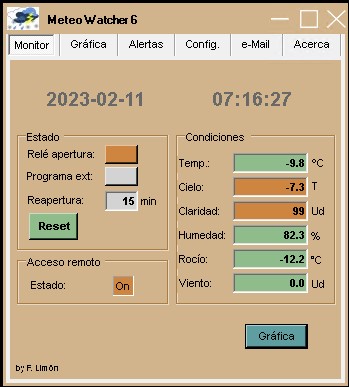 Meteo Watcher 6
Monitor Gráfica Alertas Config. e-Mail Acerca
2023-02-11 07:16:27
Estado
Relé apertura:
Programa ext:
Reapertura: 15 min
Reset
Acceso remoto
Estado: On
Condiciones
Temp.: -9.8 °C
Cielo: -7.3 T
Claridad: 99 Ud
Humedad: 82.3 %
Rocío: -12.2 °C
Viento: 0.0 Ud
Gráfica
by F. Limón